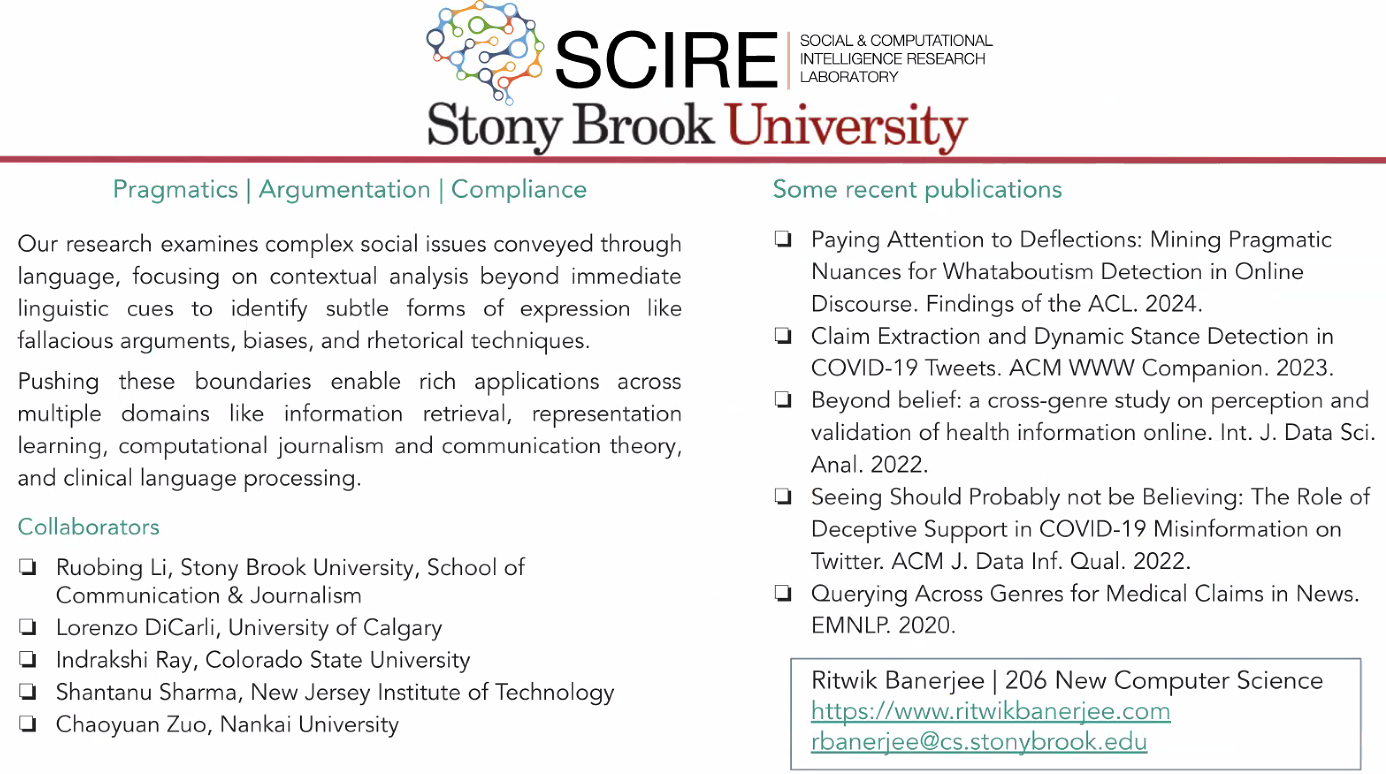 SCIRE
SOCIAL & COMPUTATIONAL
INTELLIGENCE RESEARCH
LABORATORY
Stony Brook University
Pragmatics | Argumentation | Compliance
Our research examines complex social issues conveyed through
language, focusing on contextual analysis beyond immediate
linguistic cues to identify subtle forms of expression like
fallacious arguments, biases, and rhetorical techniques.
Pushing these boundaries enable rich applications across
multiple domains like information retrieval, representation
learning, computational journalism and communication theory,
and clinical language processing.
Collaborators
❏ Ruobing Li, Stony Brook University, School of
Communication & Journalism
❏ Lorenzo DiCarli, University of Calgary
❏ Indrakshi Ray, Colorado State University
❏ Shantanu Sharma, New Jersey Institute of Technology
❏ Chaoyuan Zuo, Nankai University
Some recent publications
❏ Paying Attention to Deflections: Mining Pragmatic
Nuances for Whataboutism Detection in Online
Discourse. Findings of the ACL. 2024.
❏ Claim Extraction and Dynamic Stance Detection in
COVID-19 Tweets. ACM WWW Companion. 2023.
❏ Beyond belief: a cross-genre study on perception and
validation of health information online. Int. J. Data Sci.
Anal. 2022.
❏ Seeing Should Probably not be Believing: The Role of
Deceptive Support in COVID-19 Misinformation on
Twitter. ACM J. Data Inf. Qual. 2022.
❏ Querying Across Genres for Medical Claims in News.
EMNLP. 2020.
Ritwik Banerjee | 206 New Computer Science
https://www.ritwikbanerjee.com
rbanerjee@cs.stonybrook.edu